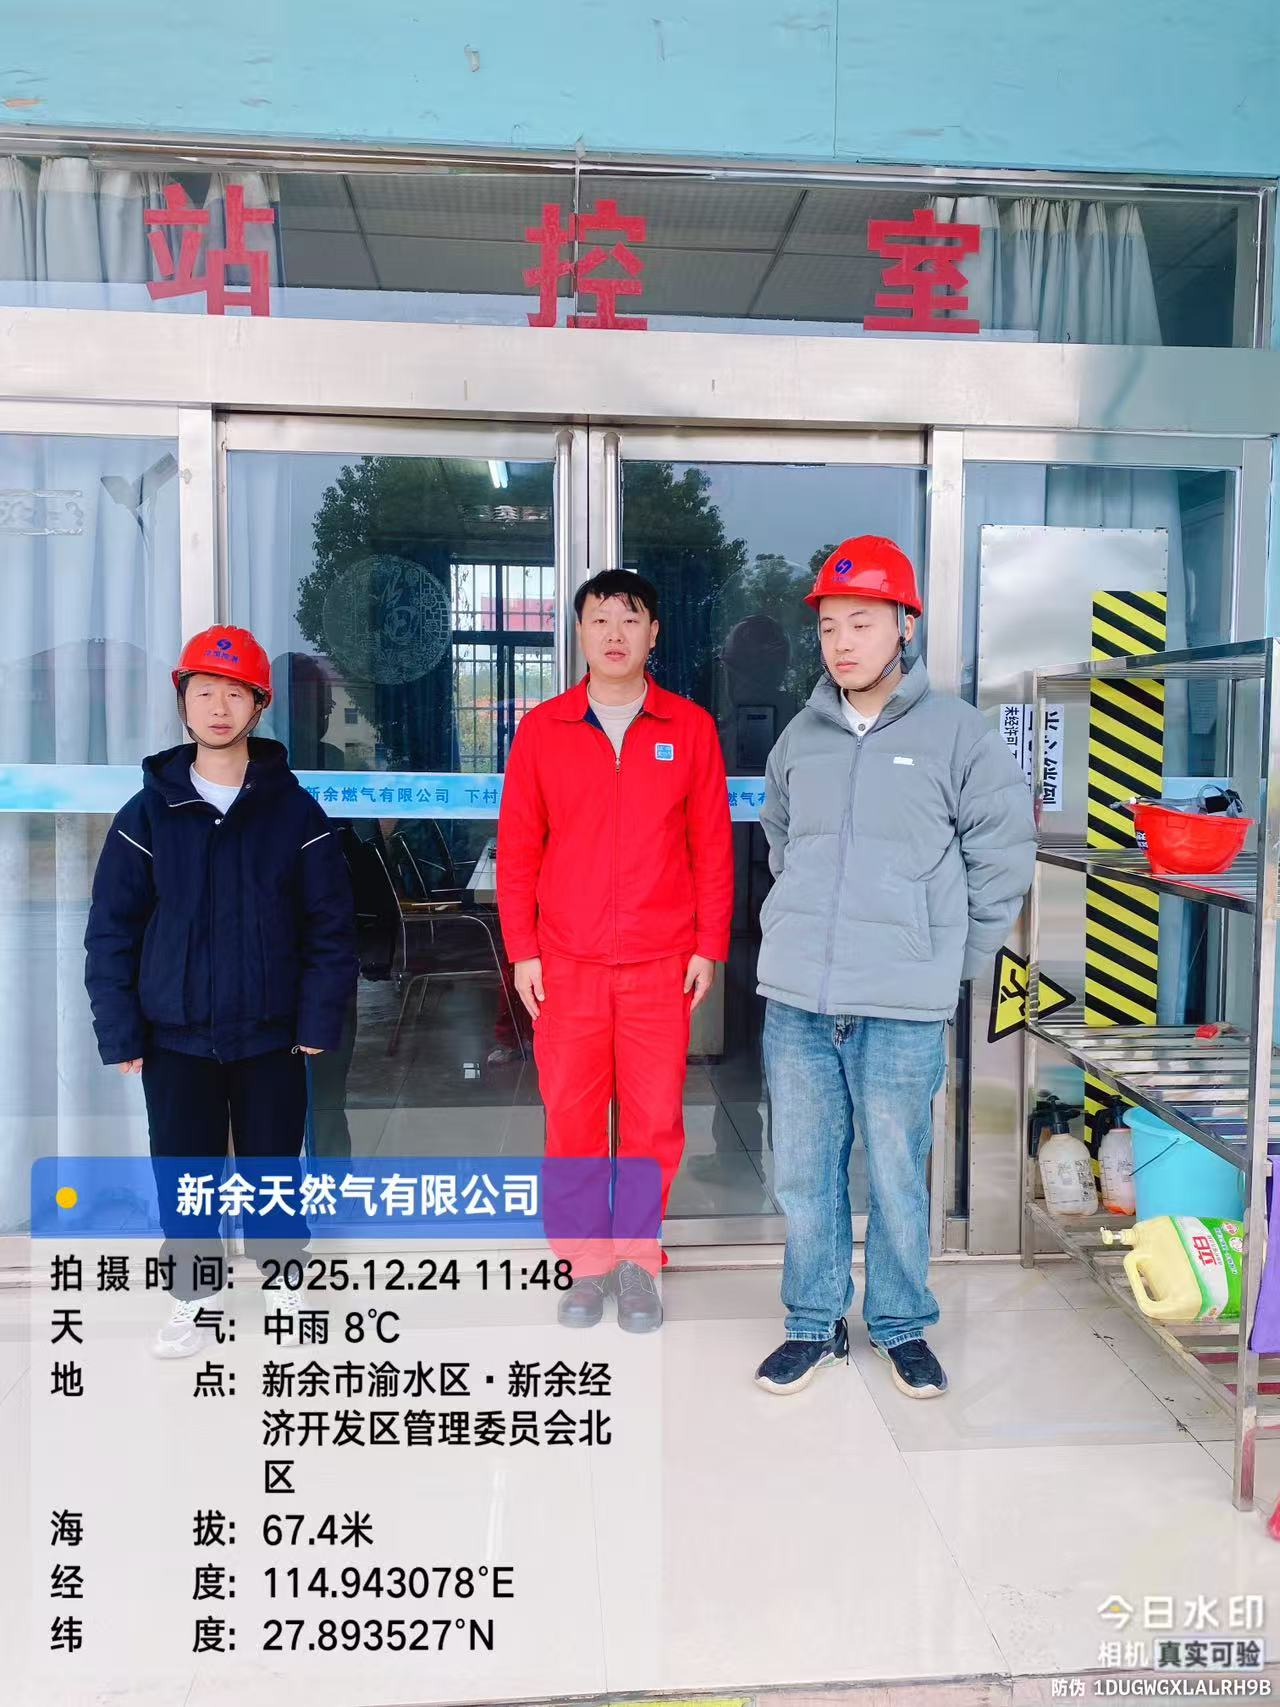 站控室
新余燃气有限公司 下村
燃气有
未经许可
新余天然气有限公司
拍摄时间: 2025.12.24 11:48
天气: 中雨 8℃
地点: 新余市渝水区·新余经
济开发区管理委员会北
区
海拔: 67.4米
经度: 114.943078°E
纬度: 27.893527°N
今日水印
相机 真实可验
防伪 1DUGWGXLALRH9B